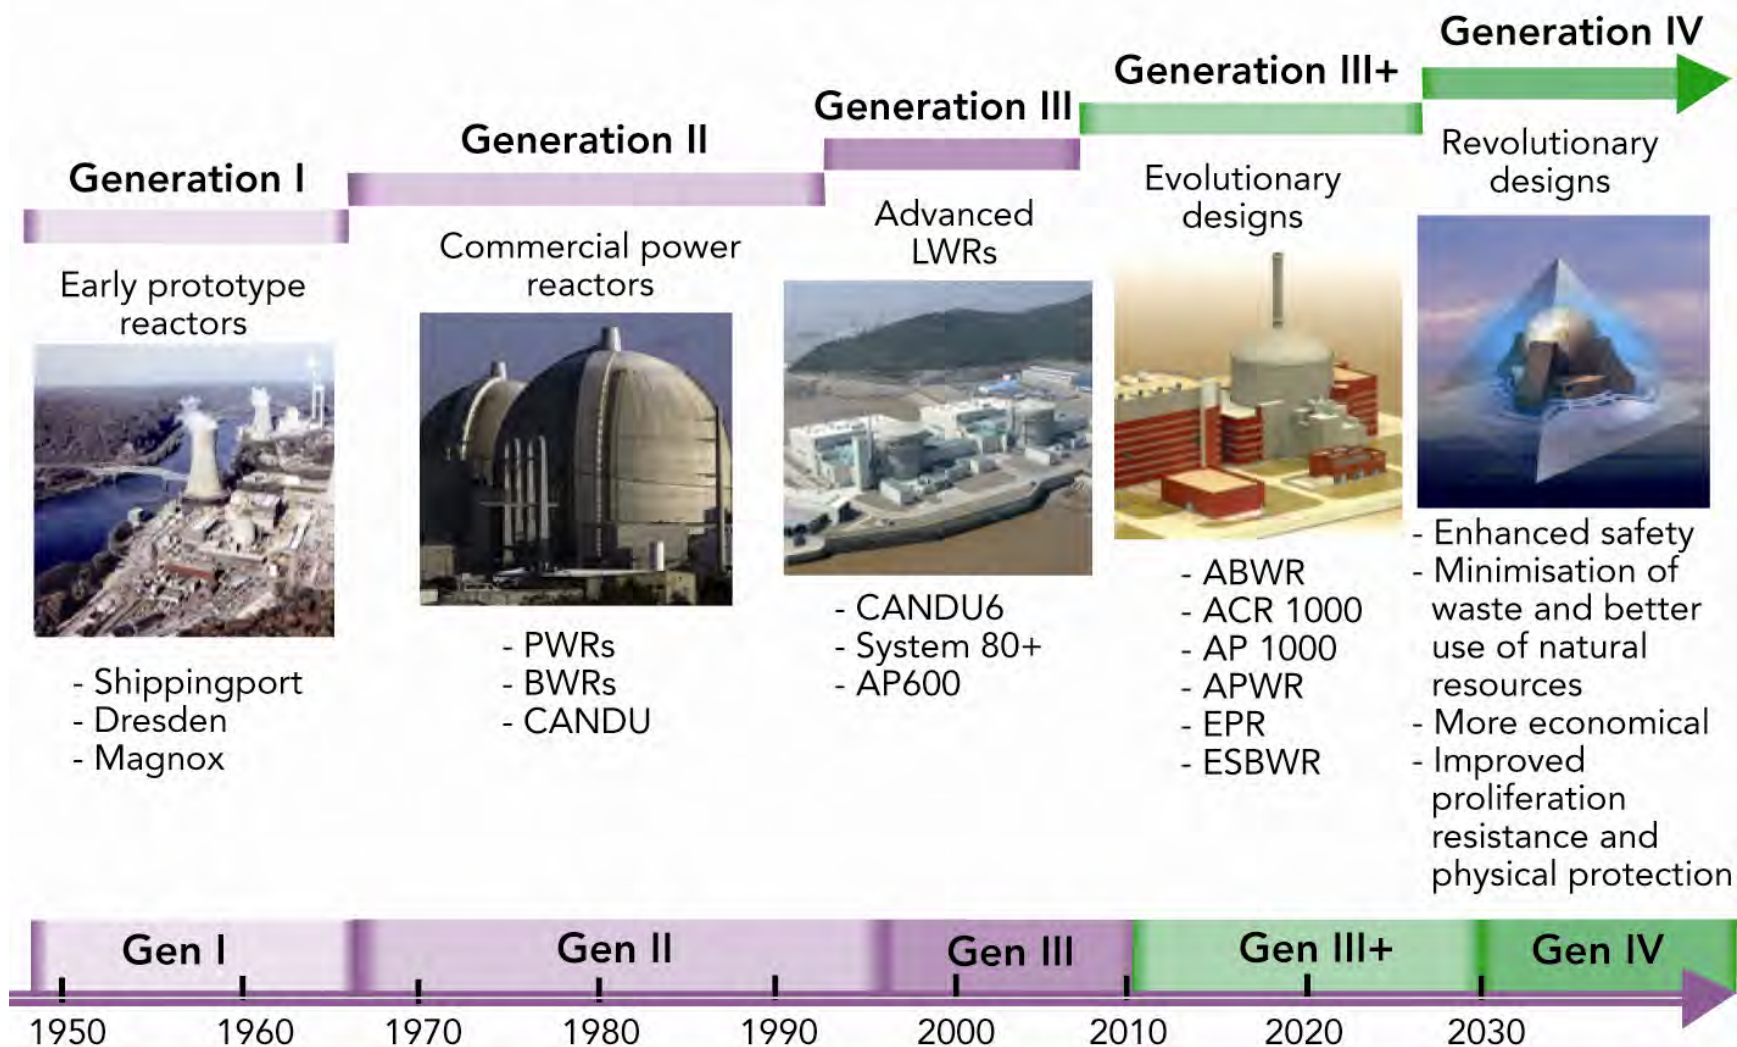 Generation I
Early prototype
reactors
- Shippingport
- Dresden
- Magnox
Generation II
Commercial power
reactors
- PWRs
- BWRs
- CANDU
Generation III
Advanced
LWRs
- CANDU6
- System 80+
- AP600
Generation III+
Evolutionary
designs
- ABWR
- ACR 1000
- AP 1000
- APWR
- EPR
- ESBWR
Generation IV
Revolutionary
designs
- Enhanced safety
- Minimisation of
waste and better
use of natural
resources
- More economical
- Improved
proliferation
resistance and
physical protection
Gen I
Gen II
Gen III
Gen III+
Gen IV
1950
1960
1970
1980
1990
2000
2010
2020
2030